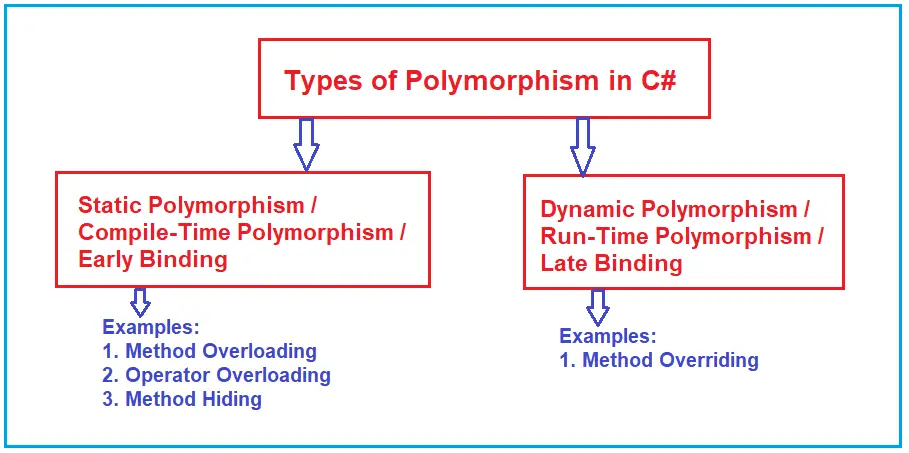 Types of Polymorphism in C#
Static Polymorphism /
Compile-Time Polymorphism /
Early Binding
Examples:
1. Method Overloading
2. Operator Overloading
3. Method Hiding
Dynamic Polymorphism /
Run-Time Polymorphism /
Late Binding
Examples:
1. Method Overriding